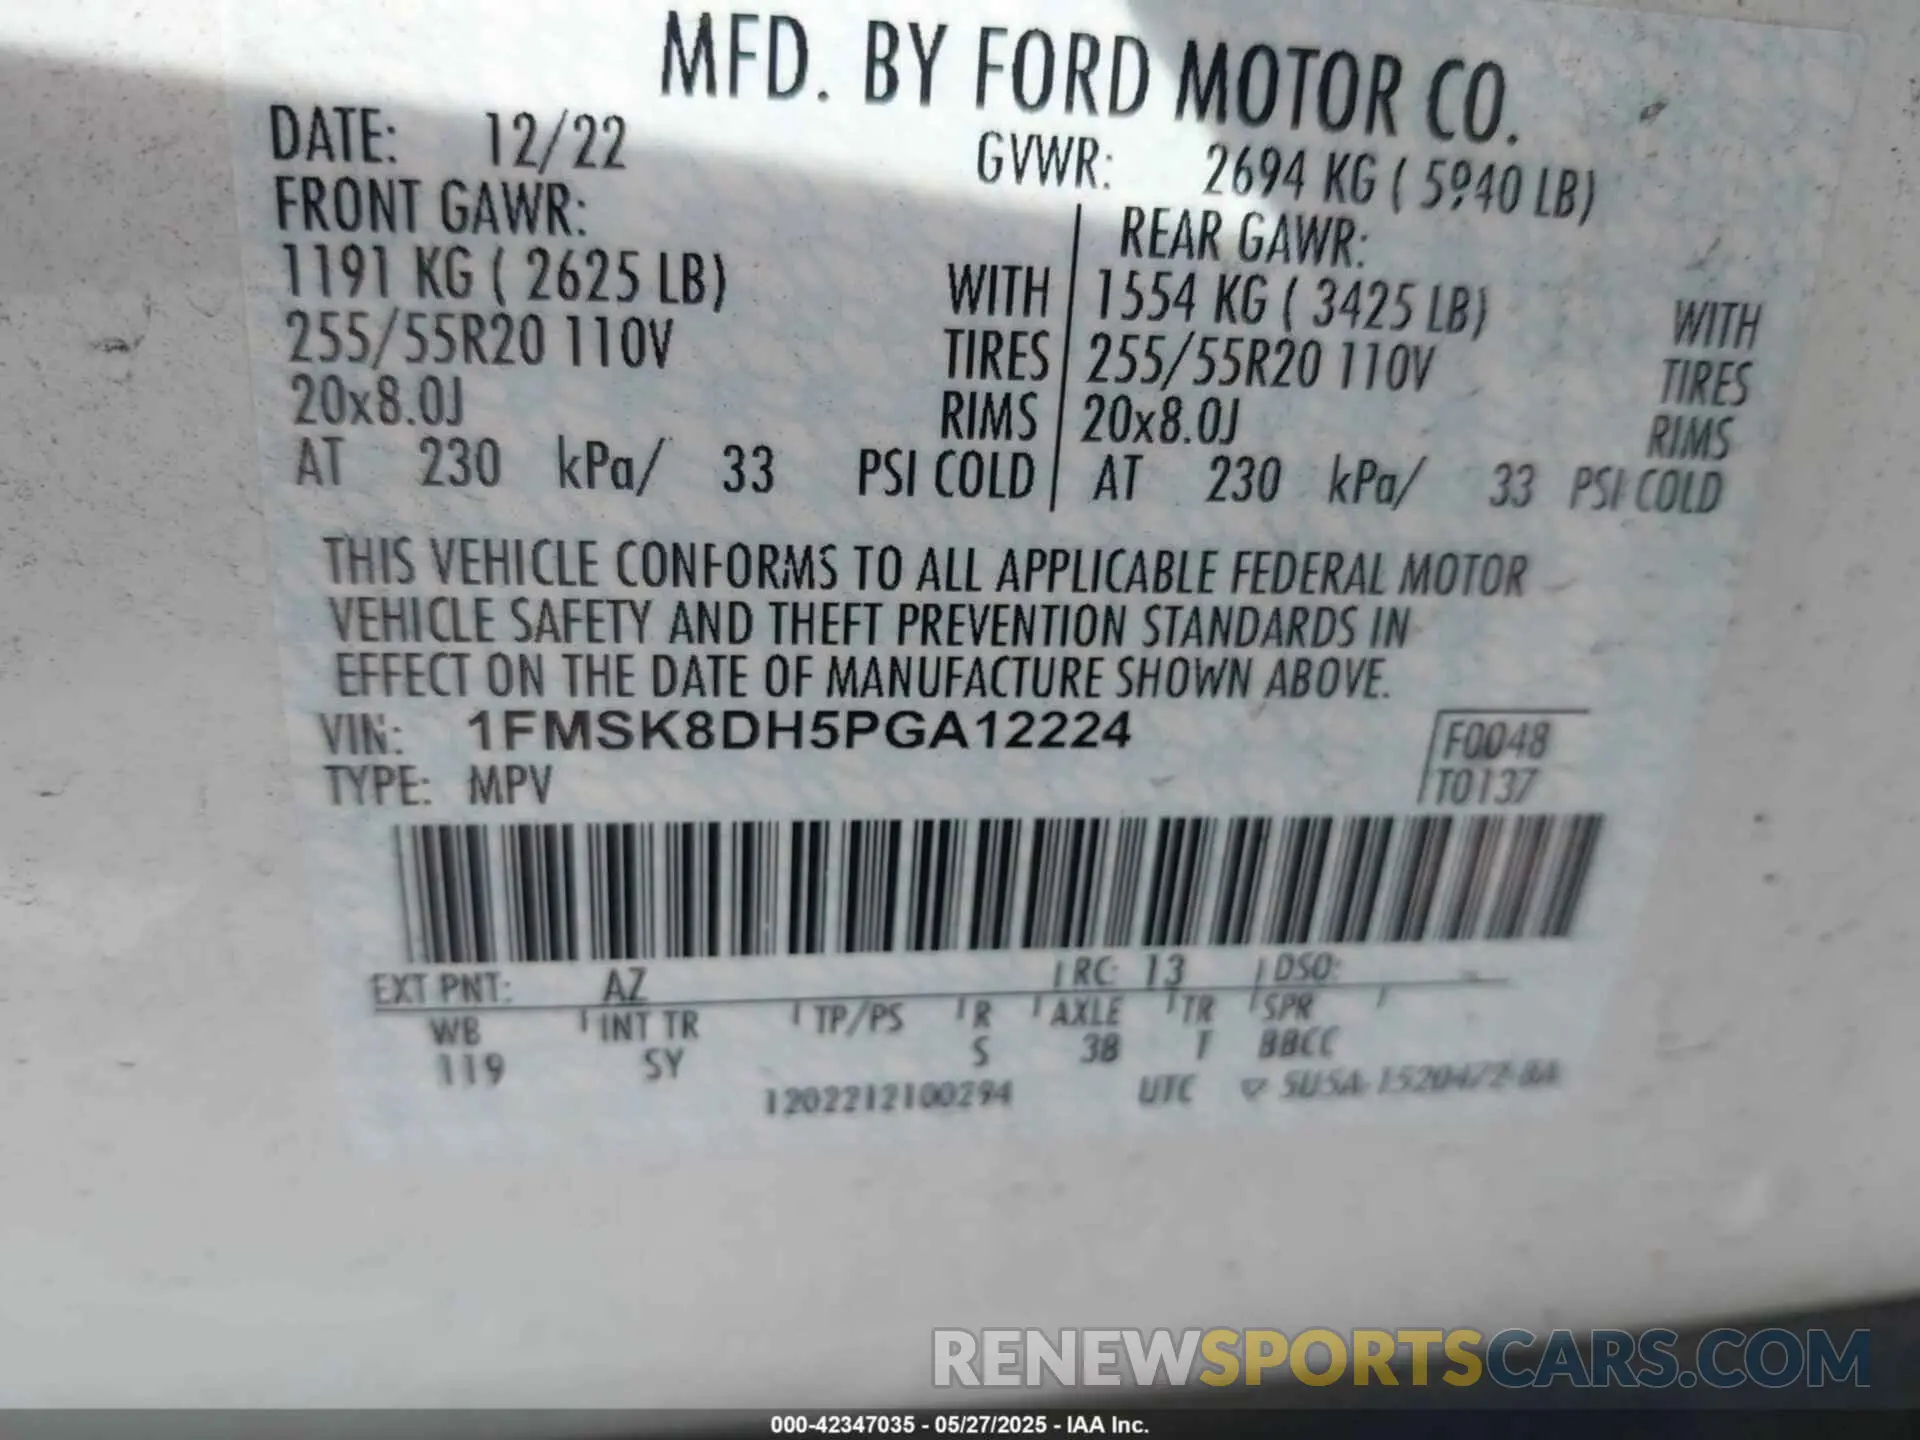 MFD. BY FORD MOTOR CO.
DATE: 12/22 GVWR: 2694 KG ( 5940 LB)
FRONT GAWR: REAR GAWR:
1191 KG ( 2625 LB) WITH 1554 KG ( 3425 LB) WITH
255/55R20 110V TIRES 255/55R20 110V TIRES
20x8.0J RIMS 20x8.0J RIMS
AT 230 kPa/ 33 PSI COLD AT 230 kPa/ 33 PSI COLD
THIS VEHICLE CONFORMS TO ALL APPLICABLE FEDERAL MOTOR
VEHICLE SAFETY AND THEFT PREVENTION STANDARDS IN
EFFECT ON THE DATE OF MANUFACTURE SHOWN ABOVE.
VIN: 1FMSK8DH5PGA12224 F0048
TYPE: MPV T0137
EXT PNT: AZ RC: 13 DSO:
WB INT TR TP/PS R AXLE TR SPR
119 SY S 38 T BBCC
1202212100294 UTC
RENEWSPORTSCARS.COM
000-42347035 - 05/27/2025 - IAA Inc.